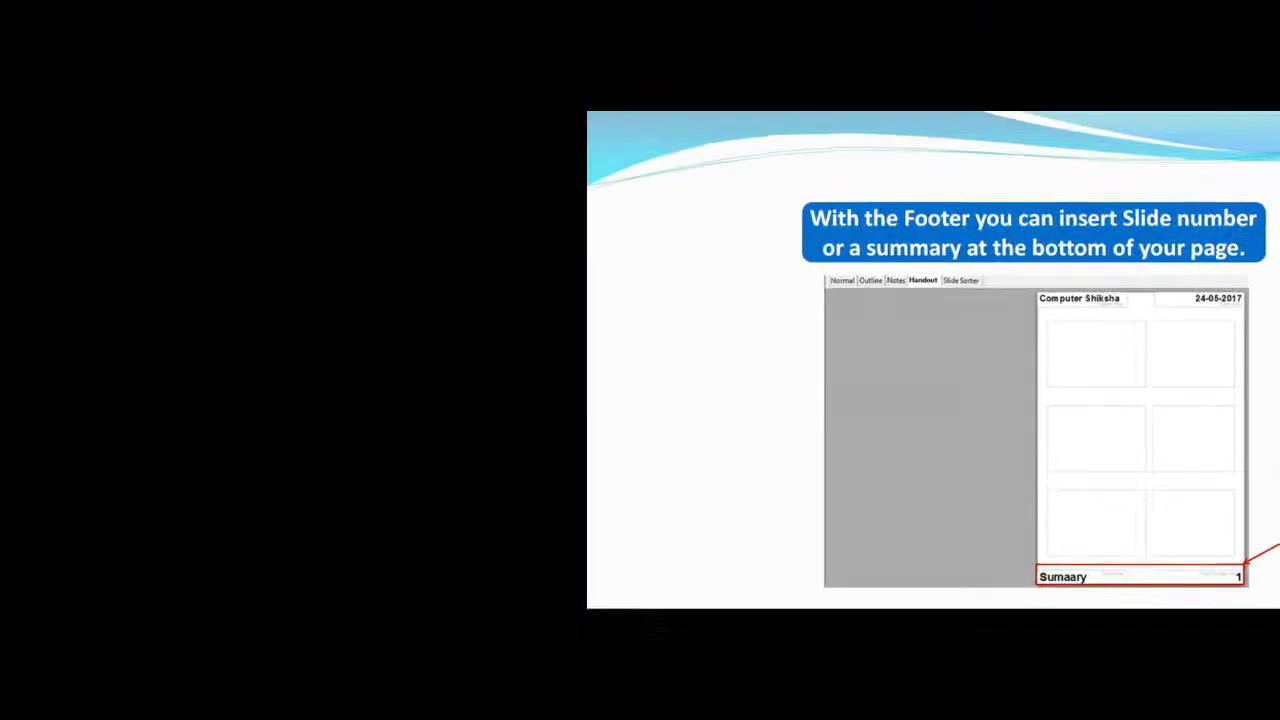 With the Footer you can insert Slide number
or a summary at the bottom of your page.
Normal Outline Notes Handout Slide Sorter
Computer Shiksha 24-05-2017
Sumaary 1